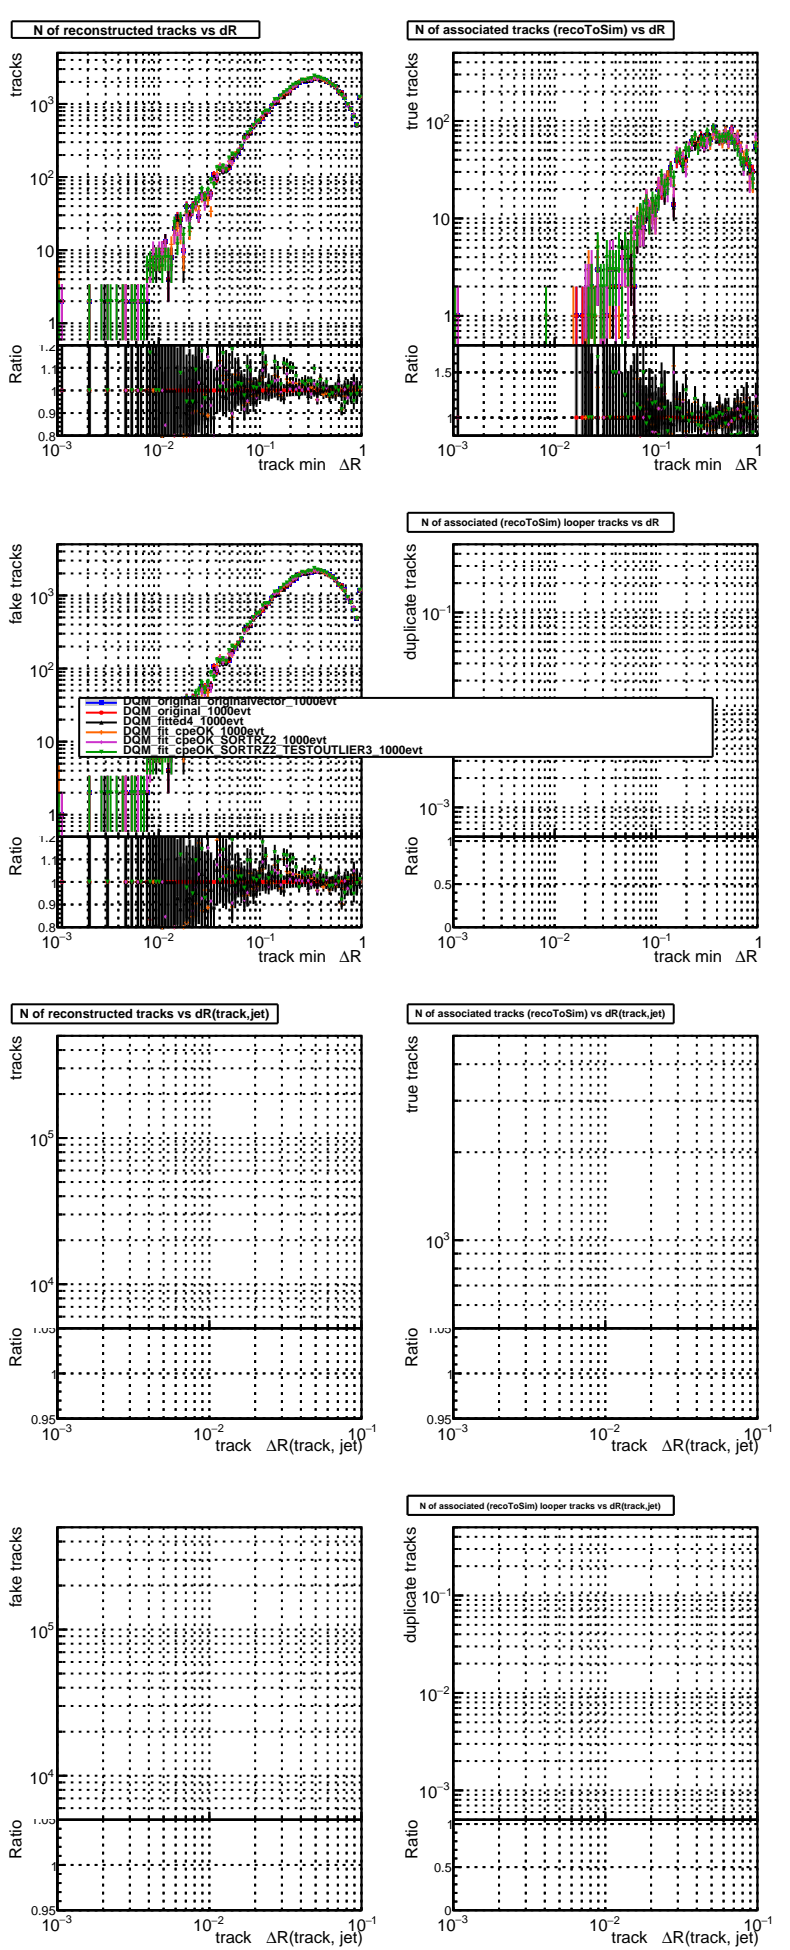 N of reconstructed tracks vs dR
N of associated tracks (recoToSim) vs dR
tracks
10³
10²
10
1
Ratio
1.2
1.1
1
0.9
0.8
10⁻³
10⁻²
10⁻¹
1
track min ΔR
true tracks
10²
10
1
Ratio
1.5
1
10⁻³
10⁻²
10⁻¹
1
track min ΔR
N of associated (recoToSim) looper tracks vs dR
fake tracks
10³
10²
10
1
Ratio
1.2
1.1
1
0.9
0.8
10⁻³
10⁻²
10⁻¹
1
track min ΔR
duplicate tracks
10⁻¹
10⁻³
Ratio
1
0.5
0
10⁻³
10⁻²
10⁻¹
1
track min ΔR
DQM_original_originalvector_1000evt
DQM_original_1000evt
DQM_fitted4_1000evt
DQM_fit_cpeOK_1000evt
DQM_fit_cpeOK_SORTRZ2_1000evt
DQM_fit_cpeOK_SORTRZ2_TESTOUTLIER3_1000evt
N of reconstructed tracks vs dR(track,jet)
N of associated tracks (recoToSim) vs dR(track,jet)
tracks
10⁵
10⁴
Ratio
1.05
1
0.95
10⁻³
10⁻²
10⁻¹
track ΔR(track, jet)
true tracks
10³
Ratio
1.05
1
0.95
10⁻³
10⁻²
10⁻¹
track ΔR(track, jet)
N of associated (recoToSim) looper tracks vs dR(track,jet)
fake tracks
10⁵
10⁴
Ratio
1.05
1
0.95
10⁻³
10⁻²
10⁻¹
track ΔR(track, jet)
duplicate tracks
10⁻¹
10⁻²
10⁻³
Ratio
1
0.5
0
10⁻³
10⁻²
10⁻¹
track ΔR(track, jet)